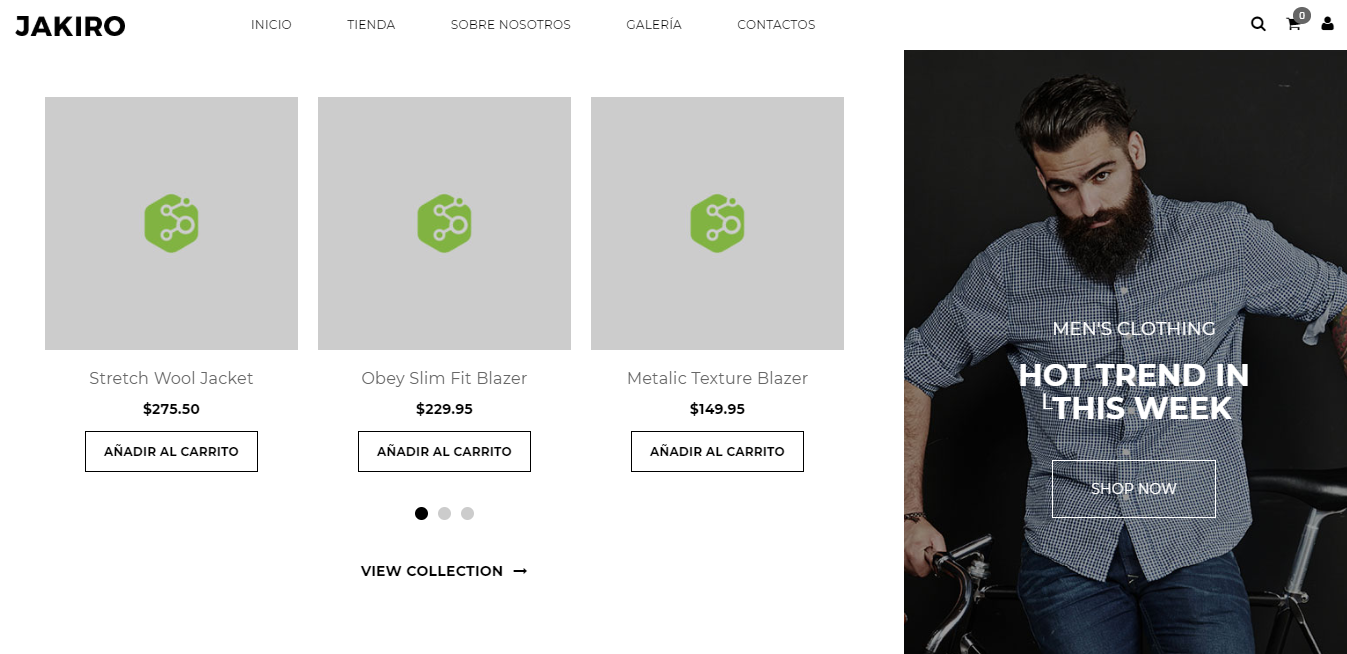 JAKIRO
INICIO
TIENDA
SOBRE NOSOTROS
GALERÍA
CONTACTOS
0
Stretch Wool Jacket
Obey Slim Fit Blazer
Metalic Texture Blazer
$275.50
$229.95
$149.95
AÑADIR AL CARRITO
AÑADIR AL CARRITO
AÑADIR AL CARRITO
VIEW COLLECTION
MEN'S CLOTHING
HOT TREND IN
└THIS WEEK
SHOP NOW